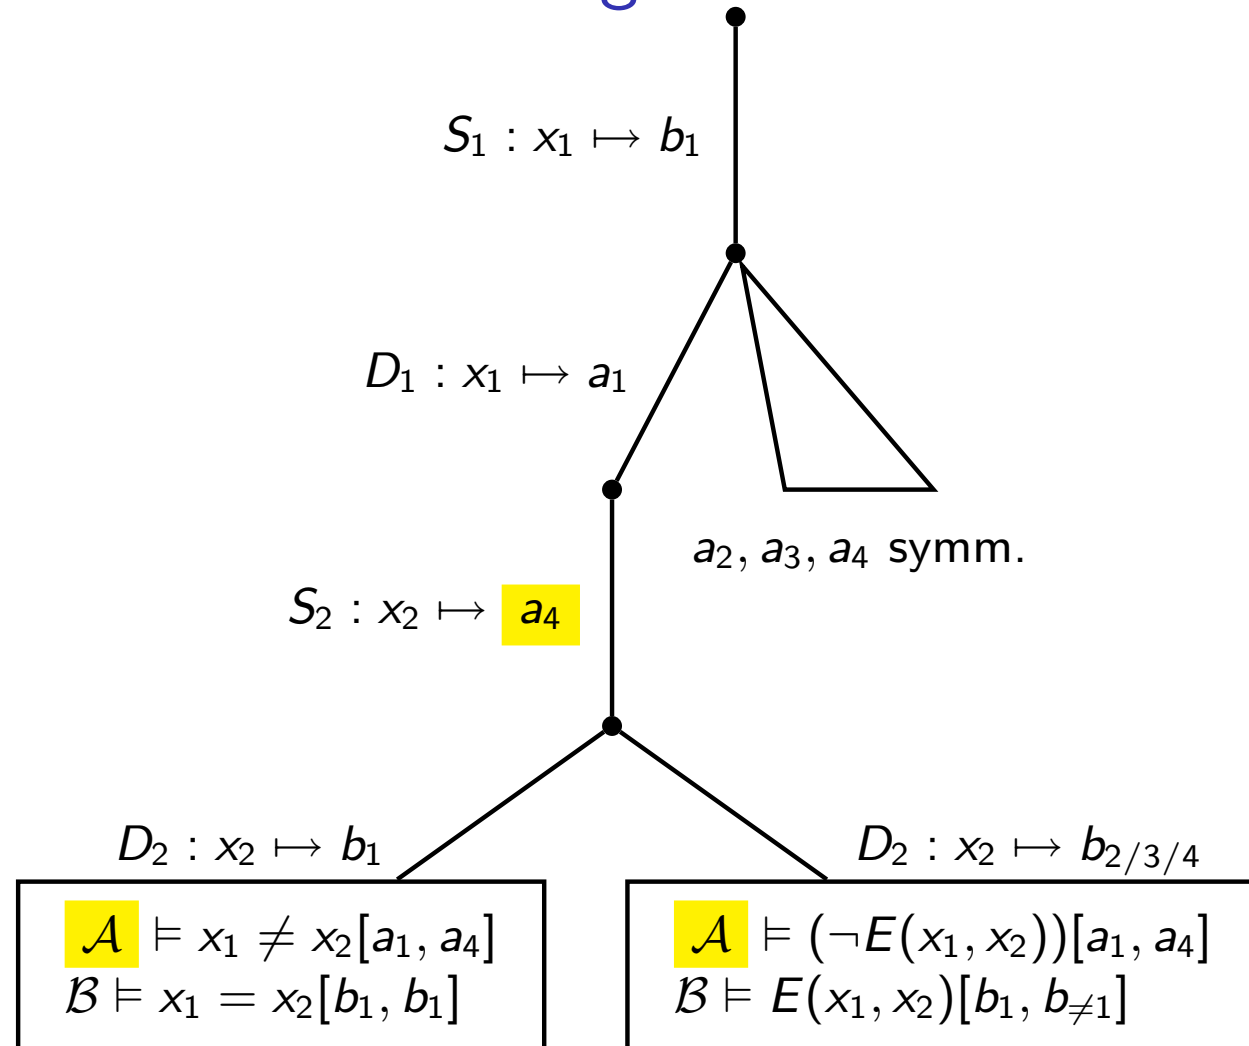 S₁ : x₁ ↦ b₁
D₁ : x₁ ↦ a₁
a₂, a₃, a₄ symm.
S₂ : x₂ ↦ a₄
D₂ : x₂ ↦ b₁
D₂ : x₂ ↦ b₂/₃/₄
𝒜 ⊨ x₁ ≠ x₂[a₁, a₄]
ℬ ⊨ x₁ = x₂[b₁, b₁]
𝒜 ⊨ (¬E(x₁, x₂))[a₁, a₄]
ℬ ⊨ E(x₁, x₂)[b₁, b_{≠1}]